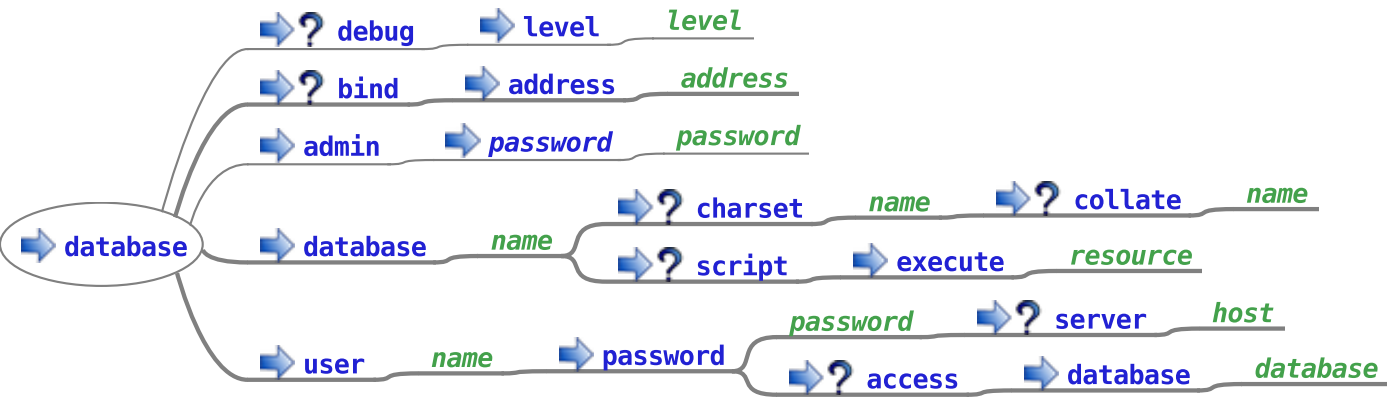 ? debug level level
? bind address address
admin password password
? charset name ? collate name
database database name
? script execute resource
password ? server host
user name password
? access database database